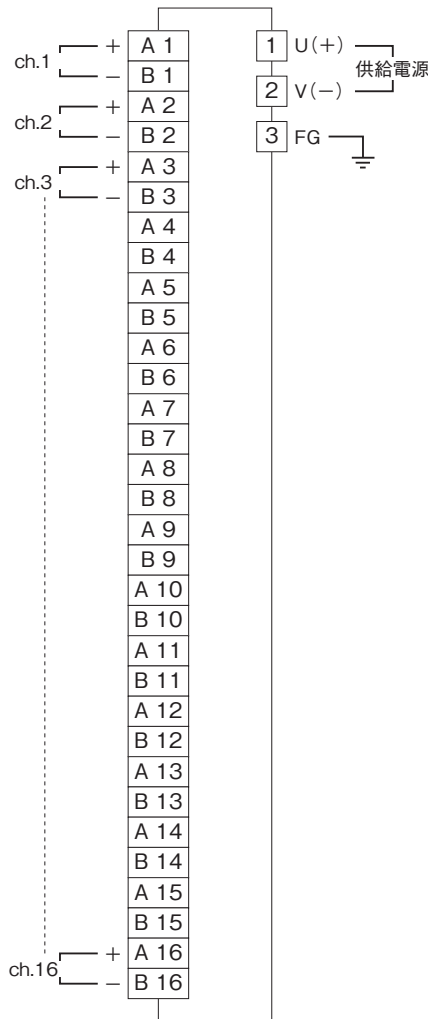 ch.1 + A 1
− B 1
ch.2 + A 2
− B 2
ch.3 + A 3
− B 3
A 4
B 4
A 5
B 5
A 6
B 6
A 7
B 7
A 8
B 8
A 9
B 9
A 10
B 10
A 11
B 11
A 12
B 12
A 13
B 13
A 14
B 14
A 15
B 15
ch.16 + A 16
− B 16
1 U(+)
2 V(−)
供給電源
3 FG